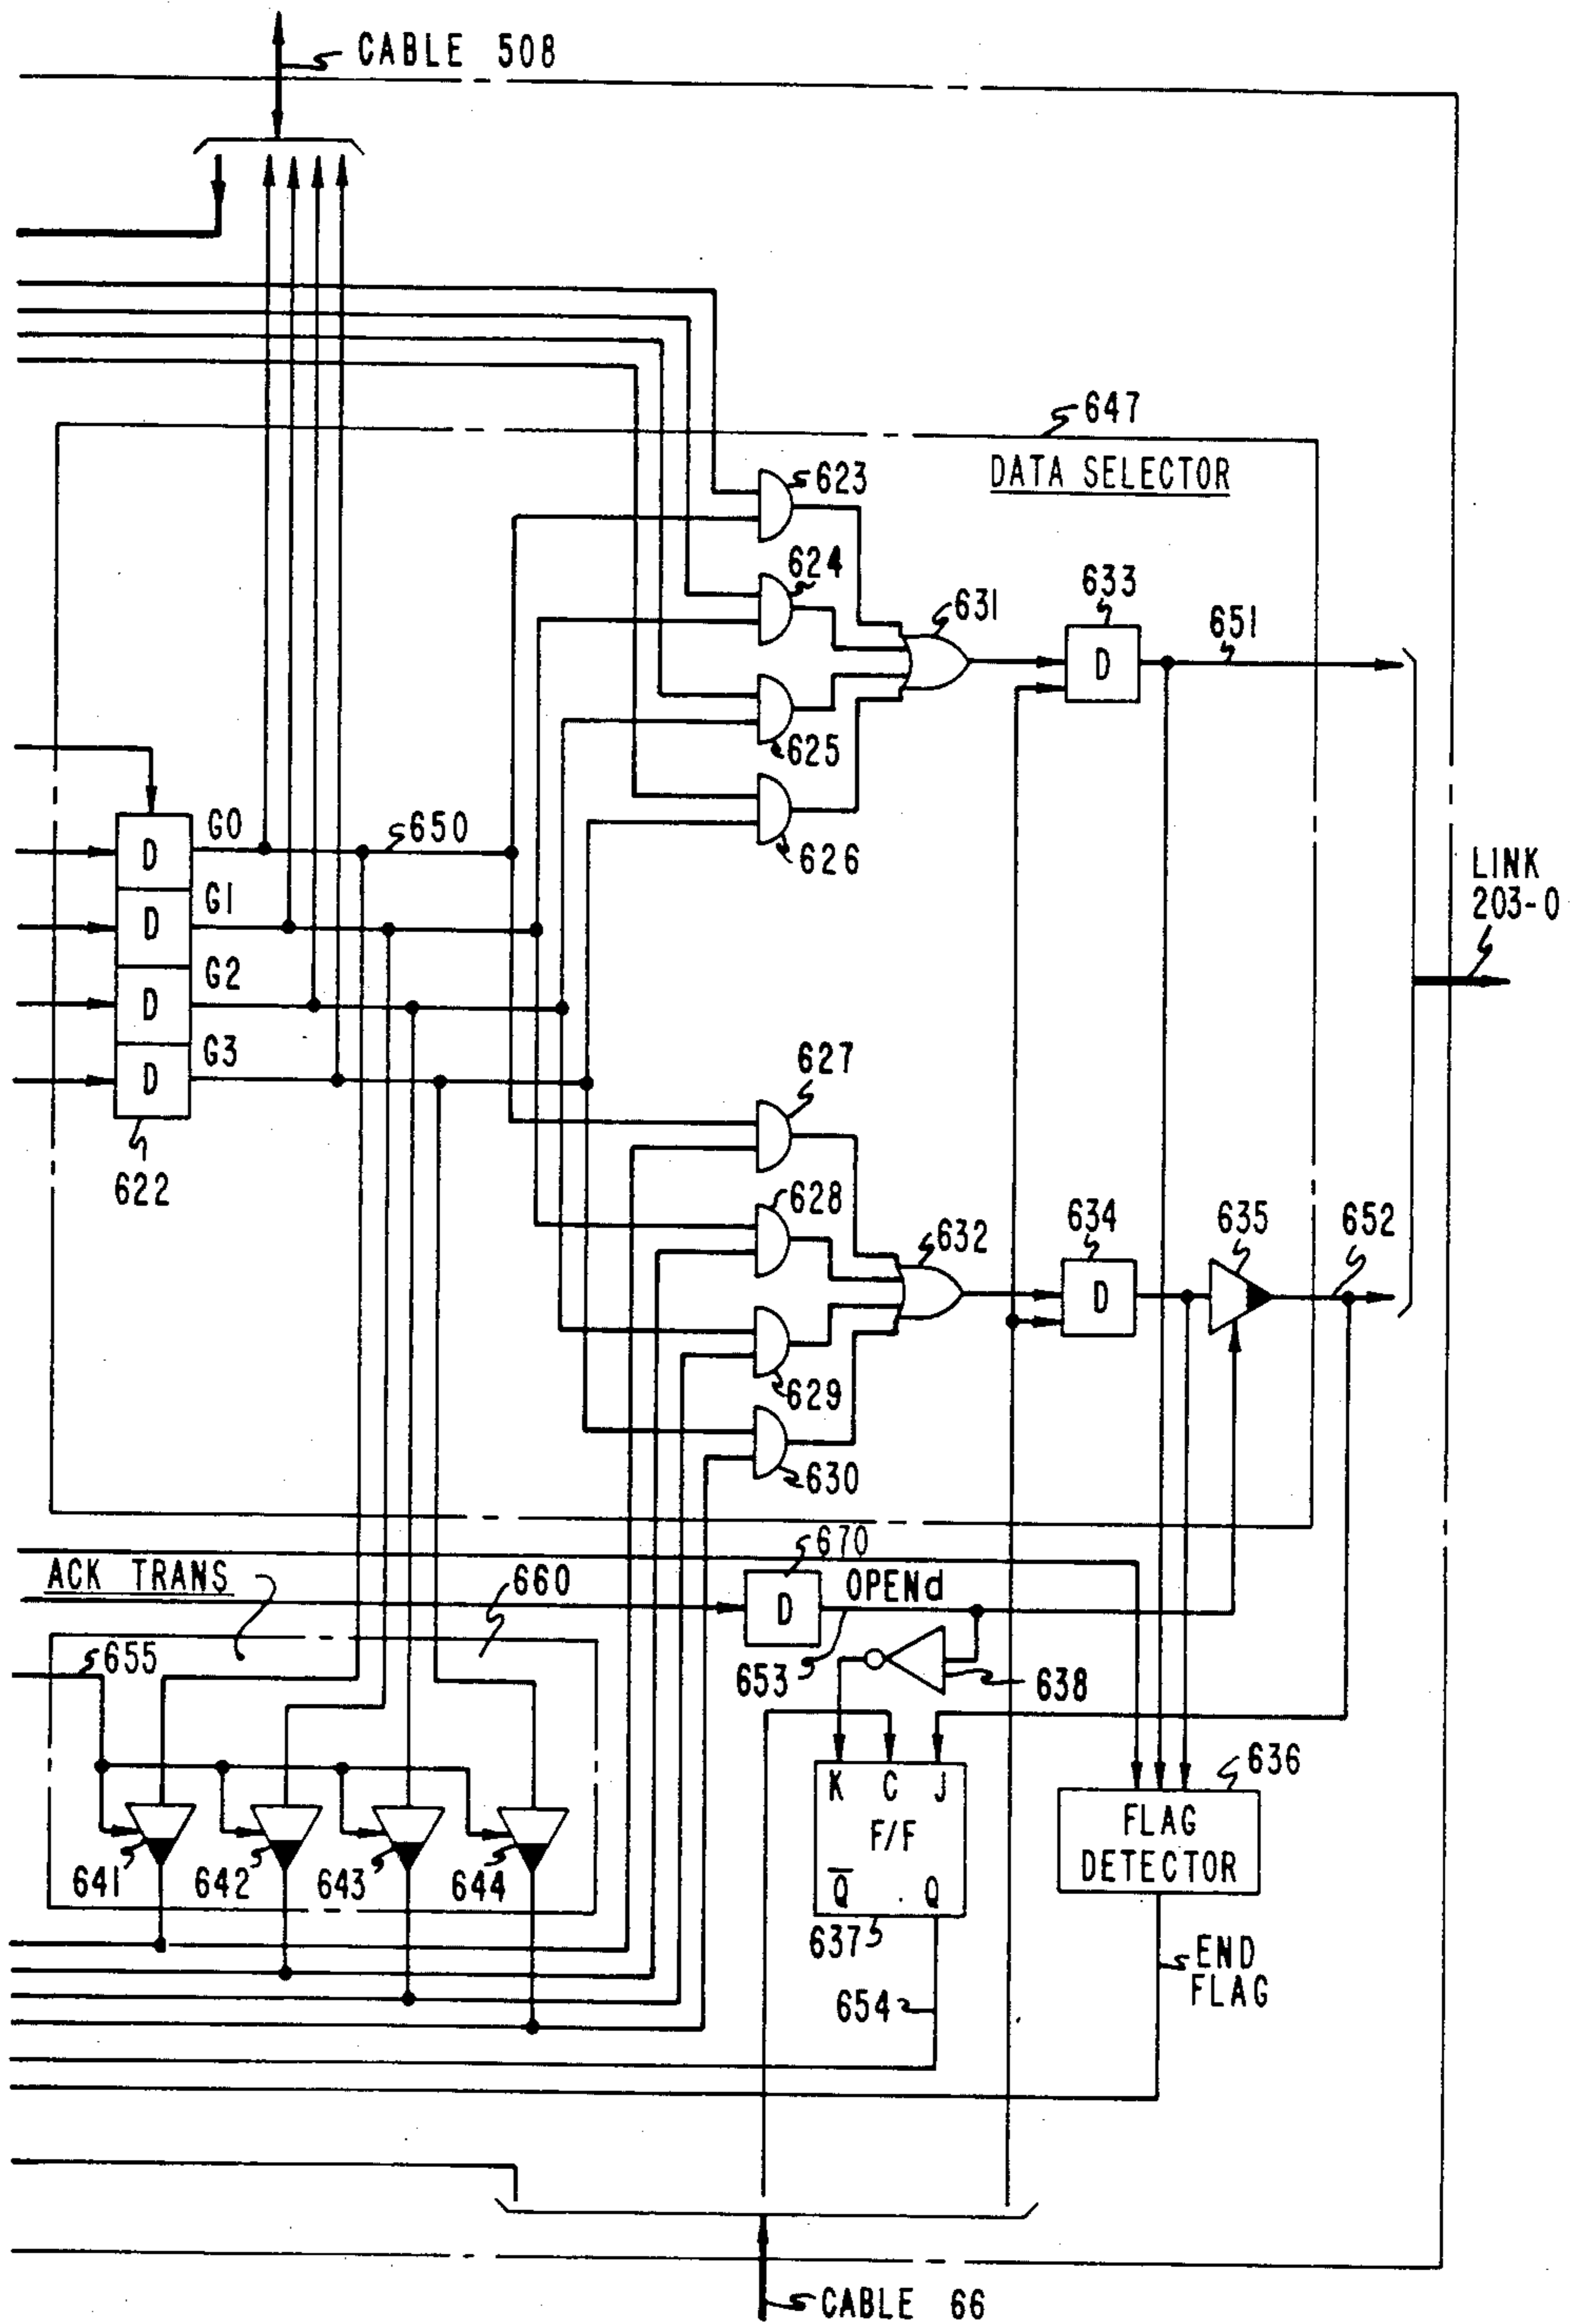 CABLE 508
647
DATA SELECTOR
623
624
631
633
651
625
626
G0
650
D
D
G1
D
G2
D
G3
D
622
LINK
203-0
627
628
632
634
635
652
D
629
630
670
ACK TRANS
660
OPENd
D
655
653
638
636
K C J
F/F
Q Q
FLAG
DETECTOR
641
642
643
644
637
END
FLAG
654
CABLE 66